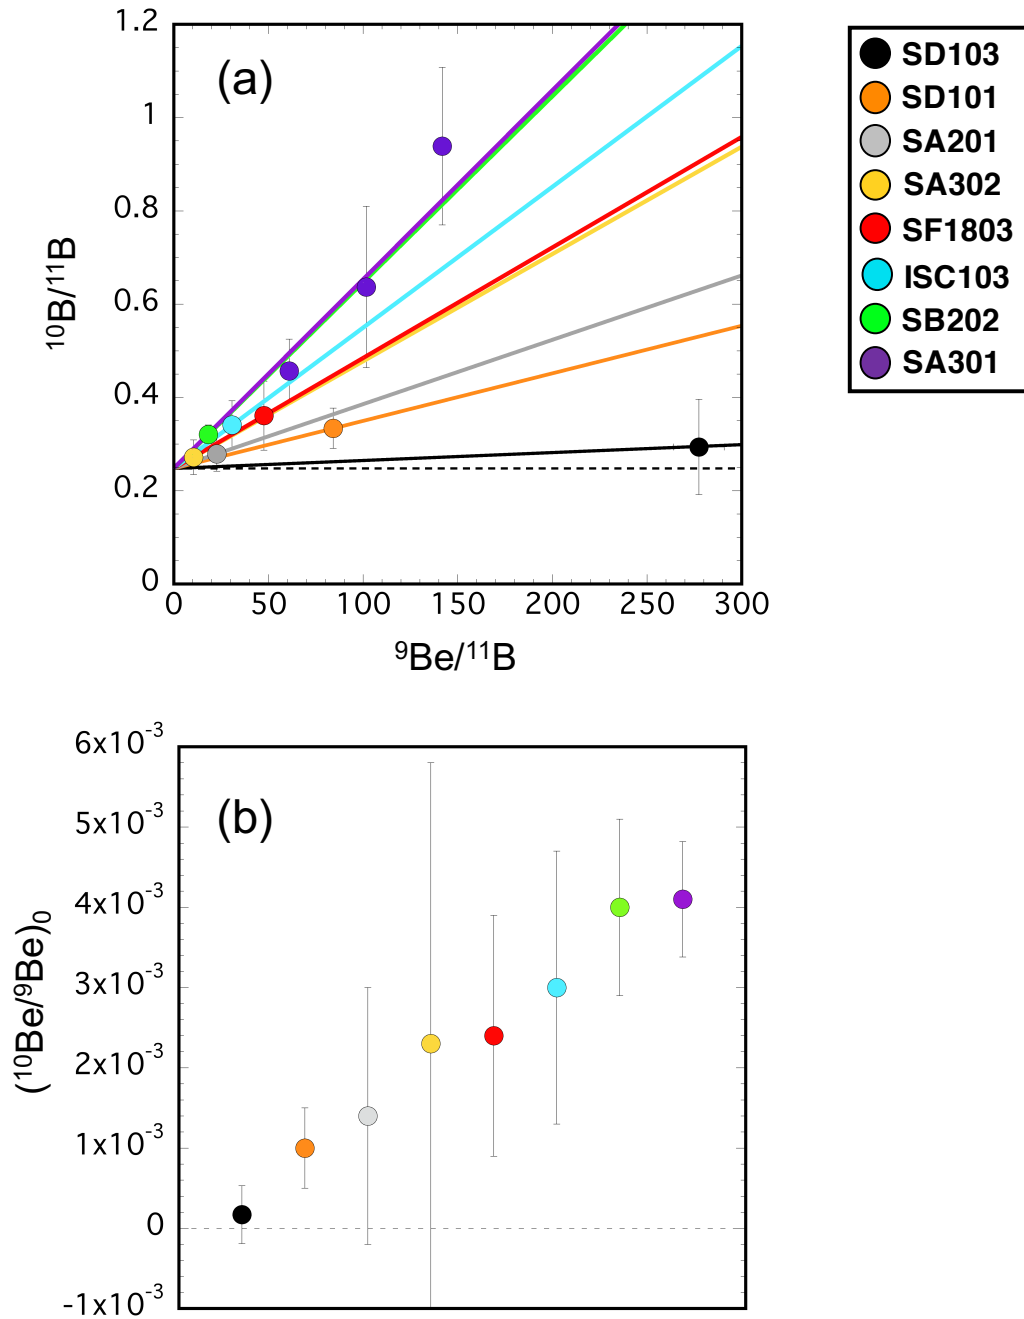 (a)
1.2
1
0.8
0.6
0.4
0.2
0
¹⁰B/¹¹B
0 50 100 150 200 250 300
⁹Be/¹¹B
SD103
SD101
SA201
SA302
SF1803
ISC103
SB202
SA301
(b)
6x10⁻³
5x10⁻³
4x10⁻³
3x10⁻³
2x10⁻³
1x10⁻³
0
-1x10⁻³
(¹⁰Be/⁹Be)₀